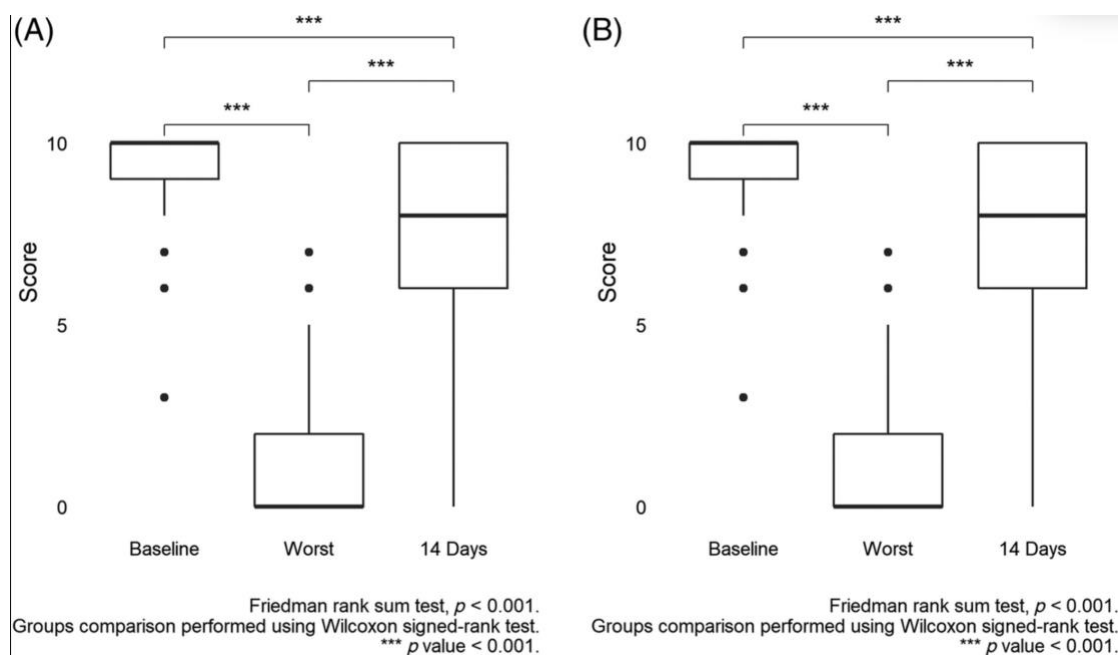 (A)
***
***
***
10
5
0
Score
Baseline Worst 14 Days
Friedman rank sum test, p < 0.001.
Groups comparison performed using Wilcoxon signed-rank test.
*** p value < 0.001.
(B)
***
***
***
10
5
0
Score
Baseline Worst 14 Days
Friedman rank sum test, p < 0.001.
Groups comparison performed using Wilcoxon signed-rank test.
*** p value < 0.001.